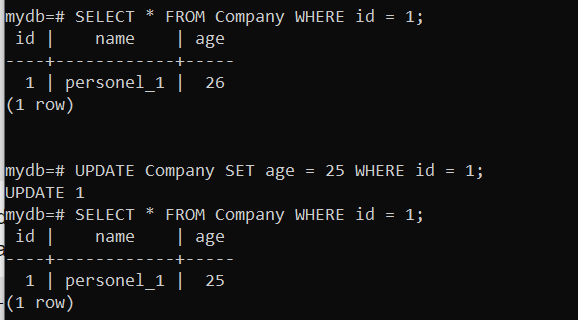 mydb=# SELECT * FROM Company WHERE id = 1;
 id |    name    | age
----+------------+-----
  1 | personel_1 |  26
(1 row)
mydb=# UPDATE Company SET age = 25 WHERE id = 1;
UPDATE 1
mydb=# SELECT * FROM Company WHERE id = 1;
 id |    name    | age
----+------------+-----
  1 | personel_1 |  25
(1 row)